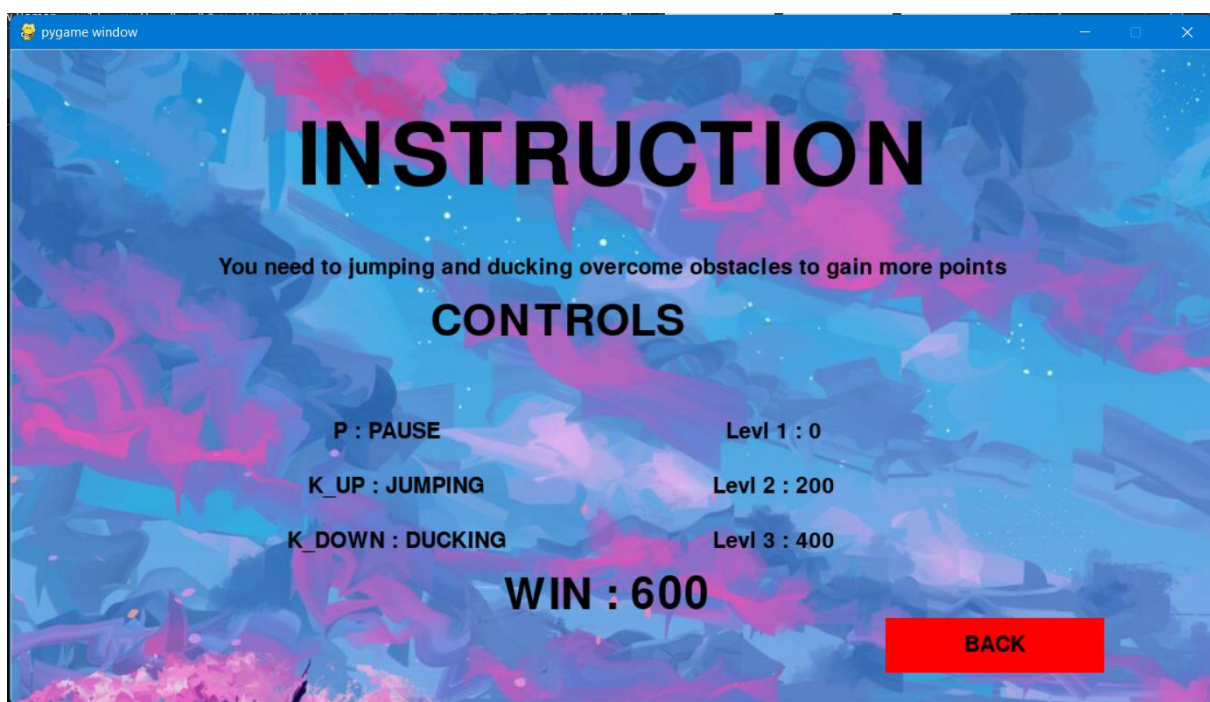 pygame window
INSTRUCTION
You need to jumping and ducking overcome obstacles to gain more points
CONTROLS
P : PAUSE
Levl 1 : 0
K_UP : JUMPING
Levl 2 : 200
K_DOWN : DUCKING
Levl 3 : 400
WIN : 600
BACK